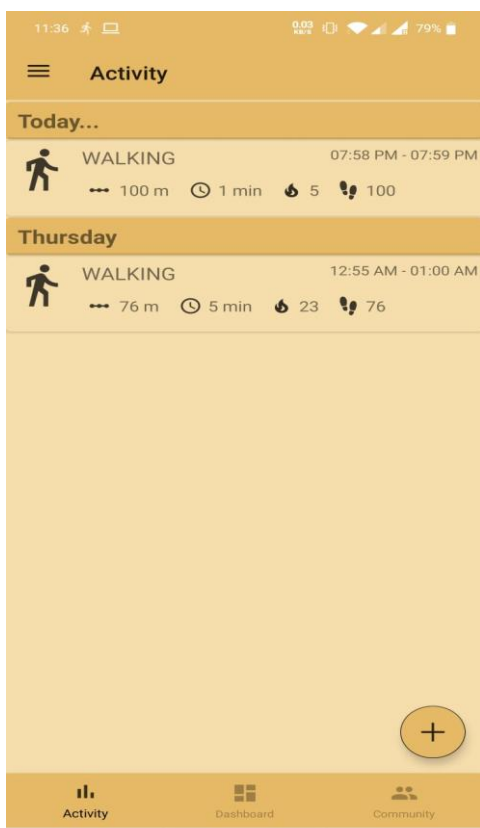 11:36 0.03 KB/S 79%
Activity
Today...
WALKING 07:58 PM - 07:59 PM
100 m 1 min 5 100
Thursday
WALKING 12:55 AM - 01:00 AM
76 m 5 min 23 76
Activity Dashboard Community